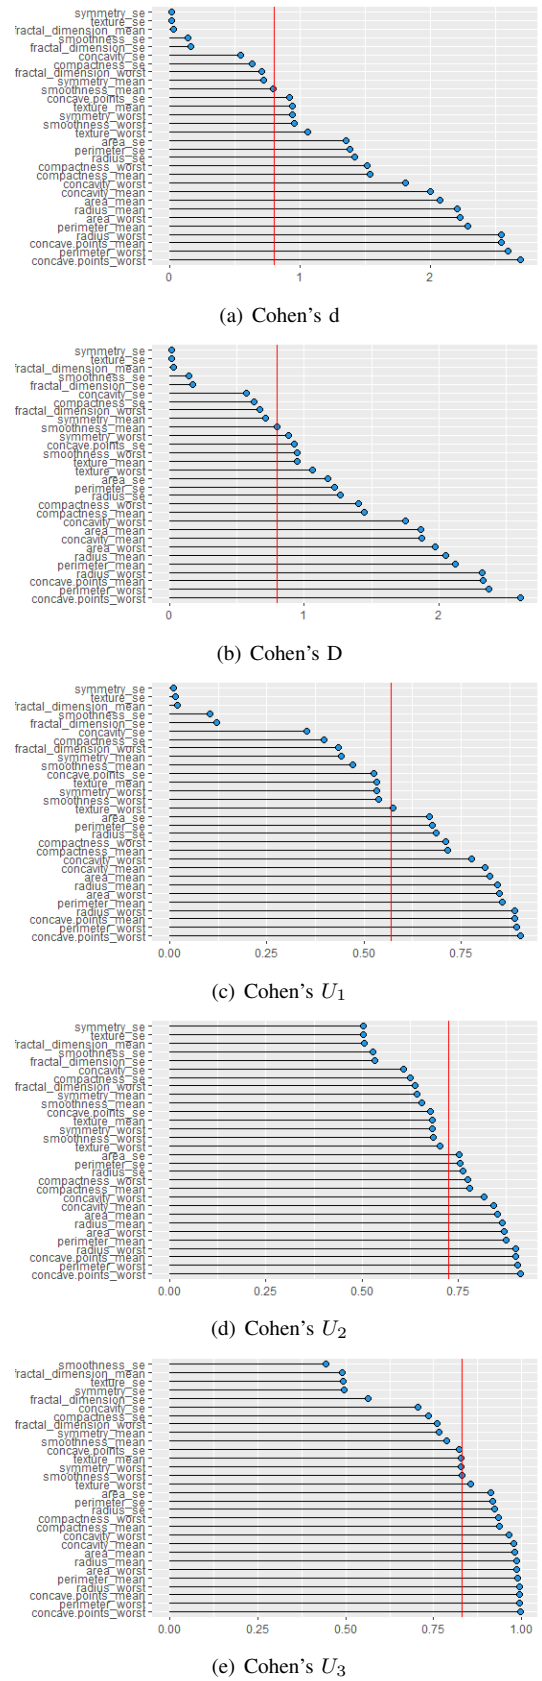 symmetry_se
texture_se
fractal_dimension_mean
smoothness_se
fractal_dimension_se
concavity_se
compactness_se
fractal_dimension_worst
symmetry_mean
smoothness_mean
concave.points_se
texture_mean
symmetry_worst
smoothness_worst
texture_worst
area_se
perimeter_se
radius_se
compactness_worst
compactness_mean
concavity_worst
concavity_mean
area_mean
radius_mean
area_worst
perimeter_mean
radius_worst
concave.points_mean
perimeter_worst
concave.points_worst
0 1 2
(a) Cohen's d
symmetry_se
texture_se
fractal_dimension_mean
smoothness_se
fractal_dimension_se
concavity_se
compactness_se
fractal_dimension_worst
symmetry_mean
smoothness_mean
symmetry_worst
concave.points_se
smoothness_worst
texture_mean
texture_worst
area_se
perimeter_se
radius_se
compactness_worst
compactness_mean
concavity_worst
area_mean
concavity_mean
area_worst
radius_mean
perimeter_mean
radius_worst
concave.points_mean
perimeter_worst
concave.points_worst
0 1 2
(b) Cohen's D
symmetry_se
texture_se
fractal_dimension_mean
smoothness_se
fractal_dimension_se
concavity_se
compactness_se
fractal_dimension_worst
symmetry_mean
smoothness_mean
concave.points_se
texture_mean
symmetry_worst
smoothness_worst
texture_worst
area_se
perimeter_se
radius_se
compactness_worst
compactness_mean
concavity_worst
concavity_mean
area_mean
radius_mean
area_worst
perimeter_mean
radius_worst
concave.points_mean
perimeter_worst
concave.points_worst
0.00 0.25 0.50 0.75
(c) Cohen's U1
symmetry_se
texture_se
fractal_dimension_mean
smoothness_se
fractal_dimension_se
concavity_se
compactness_se
fractal_dimension_worst
symmetry_mean
smoothness_mean
concave.points_se
texture_mean
symmetry_worst
smoothness_worst
texture_worst
area_se
perimeter_se
radius_se
compactness_worst
compactness_mean
concavity_worst
concavity_mean
area_mean
radius_mean
area_worst
perimeter_mean
radius_worst
concave.points_mean
perimeter_worst
concave.points_worst
0.00 0.25 0.50 0.75
(d) Cohen's U2
smoothness_se
fractal_dimension_mean
texture_se
symmetry_se
fractal_dimension_se
concavity_se
compactness_se
fractal_dimension_worst
symmetry_mean
smoothness_mean
concave.points_se
texture_mean
symmetry_worst
smoothness_worst
texture_worst
area_se
perimeter_se
radius_se
compactness_worst
compactness_mean
concavity_worst
concavity_mean
area_mean
radius_mean
area_worst
perimeter_mean
radius_worst
concave.points_mean
perimeter_worst
concave.points_worst
0.00 0.25 0.50 0.75 1.00
(e) Cohen's U3